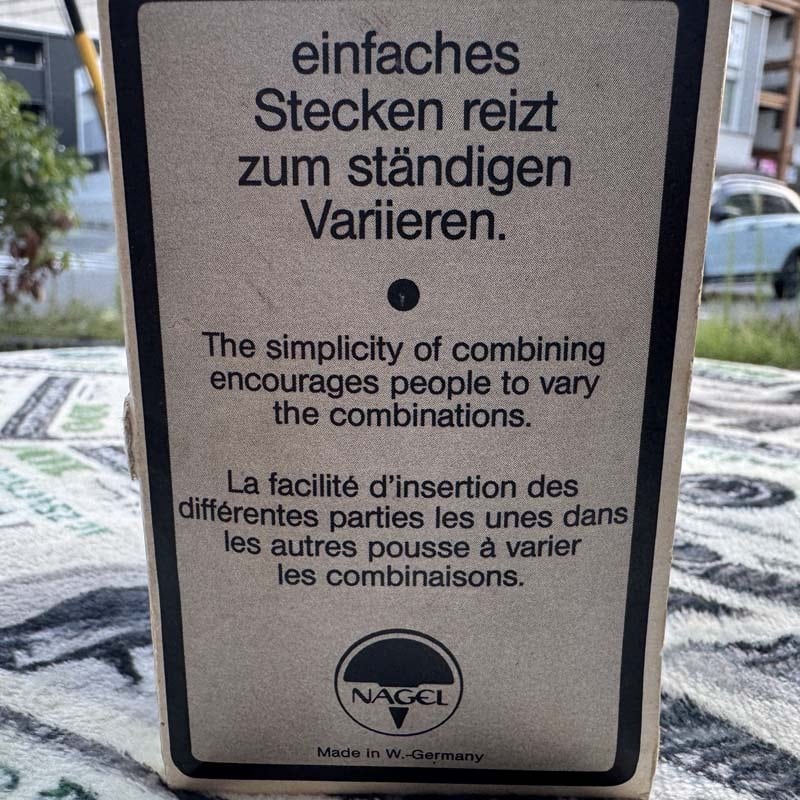 einfaches
Stecken reizt
zum ständigen
Variieren.
The simplicity of combining
encourages people to vary
the combinations.
La facilité d'insertion des
différentes parties les unes dans
les autres pousse à varier
les combinaisons.
NAGEL
Made in W.-Germany